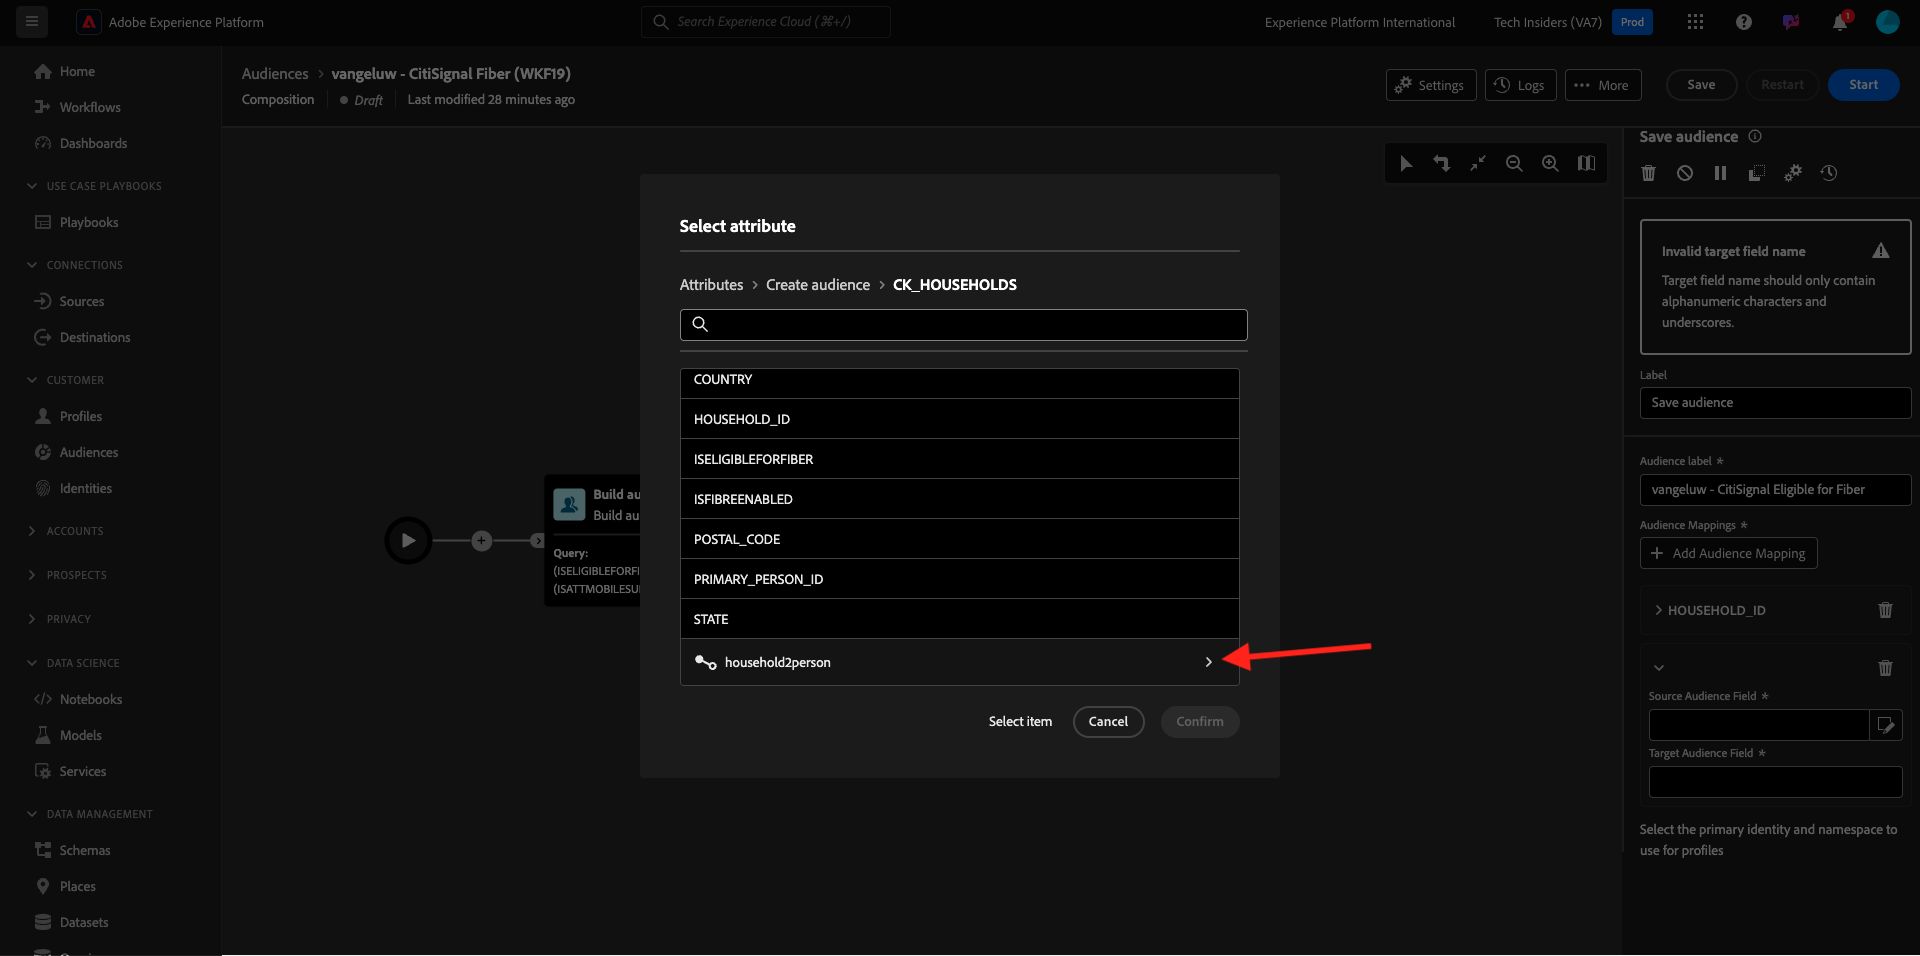 Adobe Experience Platform
Search Experience Cloud (⌘+/)
Experience Platform International
Tech Insiders (VA7)
Prod
1
Home
Workflows
Dashboards
USE CASE PLAYBOOKS
Playbooks
CONNECTIONS
Sources
Destinations
CUSTOMER
Profiles
Audiences
Identities
ACCOUNTS
PROSPECTS
PRIVACY
DATA SCIENCE
Notebooks
Models
Services
DATA MANAGEMENT
Schemas
Places
Datasets
Audiences > vangeluw - CitiSignal Fiber (WKF19)
Composition
Draft
Last modified 28 minutes ago
Settings
Logs
More
Save
Restart
Start
Build au
Build au
Query:
(ISELIGIBLEFORFI
(ISATTMOBILESU
Select attribute
Attributes > Create audience > CK_HOUSEHOLDS
COUNTRY
HOUSEHOLD_ID
ISELIGIBLEFORFIBER
ISFIBREENABLED
POSTAL_CODE
PRIMARY_PERSON_ID
STATE
household2person
Select item
Cancel
Confirm
Save audience
Invalid target field name
Target field name should only contain
alphanumeric characters and
underscores.
Label
Save audience
Audience label *
vangeluw - CitiSignal Eligible for Fiber
Audience Mappings *
Add Audience Mapping
HOUSEHOLD_ID
Source Audience Field *
Target Audience Field *
Select the primary identity and namespace to
use for profiles